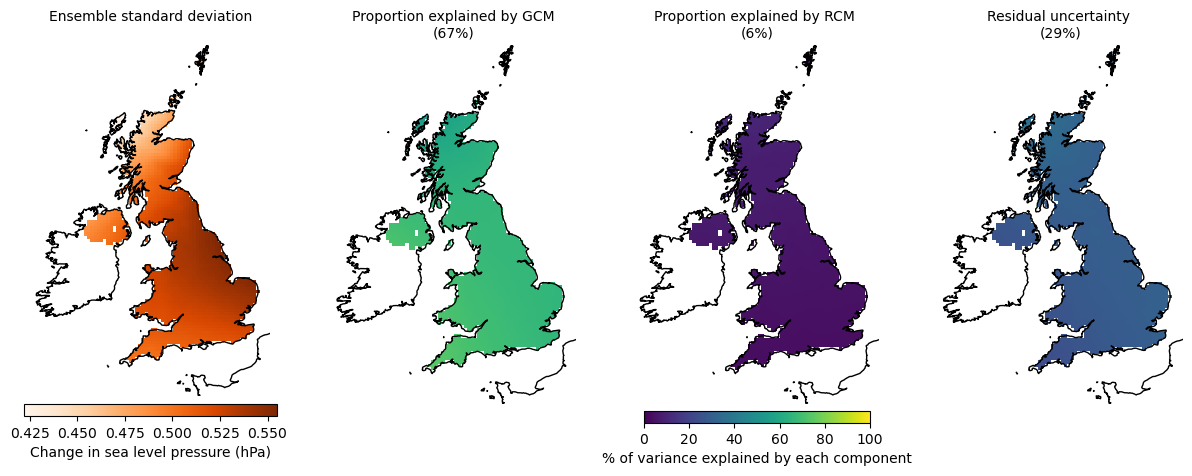 Ensemble standard deviation
Proportion explained by GCM
(67%)
Proportion explained by RCM
(6%)
Residual uncertainty
(29%)
0.425 0.450 0.475 0.500 0.525 0.550
Change in sea level pressure (hPa)
0 20 40 60 80 100
% of variance explained by each component